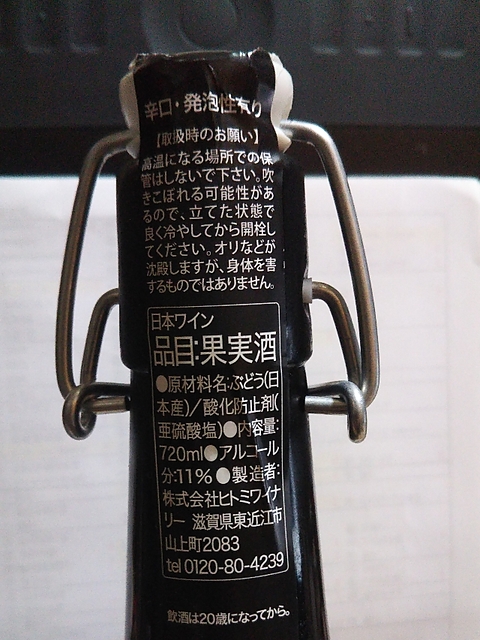 辛口・発泡性有り
【取扱時のお願い】
高温になる場所での保
管はしないで下さい。吹
きこぼれる可能性があ
るので、立てた状態で
良く冷やしてから開栓し
てください。オリなどが
沈殿しますが、身体を害
するものではありません。
日本ワイン
品目:果実酒
●原材料名:ぶどう(日
本産)/酸化防止剤(
亜硫酸塩)●内容量:
720ml●アルコール
分:11%●製造者:
株式会社ヒトミワイナ
リー 滋賀県東近江市
山上町2083
tel 0120-80-4239
飲酒は20歳になってから。